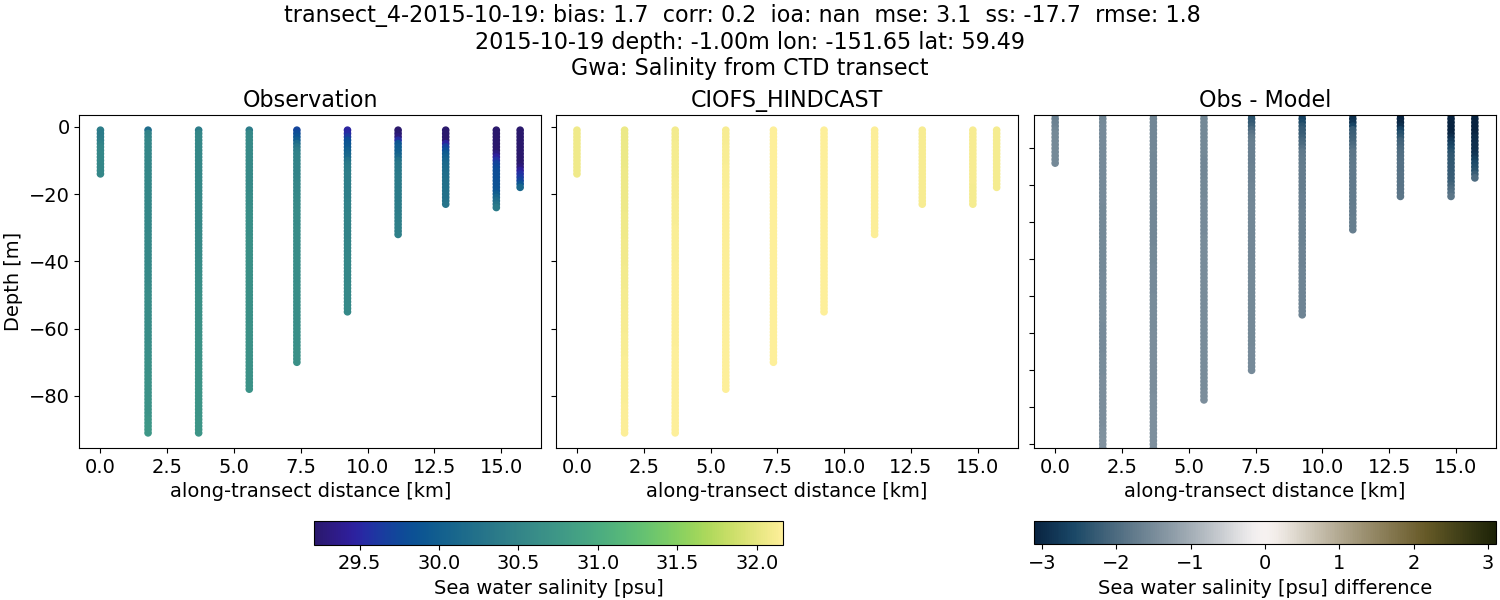 transect_4-2015-10-19: bias: 1.7  corr: 0.2  ioa: nan  mse: 3.1  ss: -17.7  rmse: 1.8
2015-10-19 depth: -1.00m lon: -151.65 lat: 59.49
Gwa: Salinity from CTD transect
Observation
CIOFS_HINDCAST
Obs - Model
Depth [m]
0
−20
−40
−60
−80
0.0 2.5 5.0 7.5 10.0 12.5 15.0
0.0 2.5 5.0 7.5 10.0 12.5 15.0
0.0 2.5 5.0 7.5 10.0 12.5 15.0
along-transect distance [km]
along-transect distance [km]
along-transect distance [km]
29.5 30.0 30.5 31.0 31.5 32.0
Sea water salinity [psu]
−3 −2 −1 0 1 2 3
Sea water salinity [psu] difference